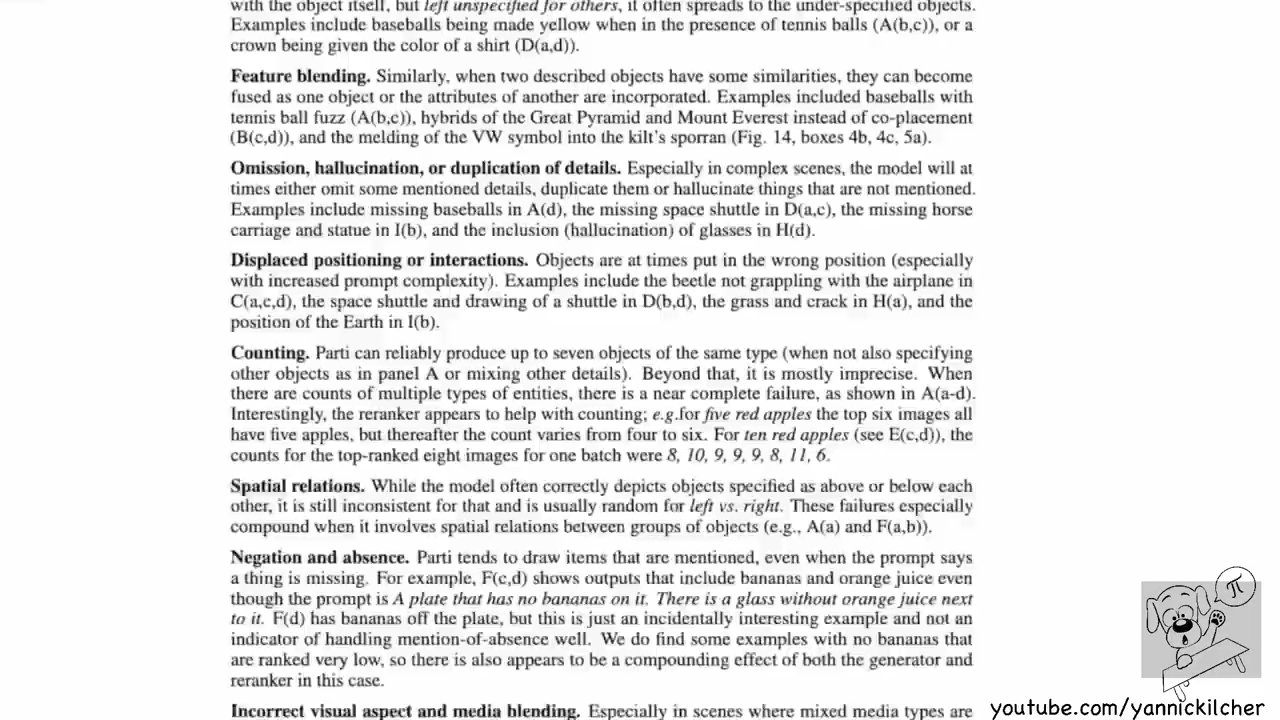 with the object itself, but left unspecified for others, it often spreads to the under-specified objects.
Examples include baseballs being made yellow when in the presence of tennis balls (A(b,c)), or a
crown being given the color of a shirt (D(a,d)).
Feature blending. Similarly, when two described objects have some similarities, they can become
fused as one object or the attributes of another are incorporated. Examples included baseballs with
tennis ball fuzz (A(b,c)), hybrids of the Great Pyramid and Mount Everest instead of co-placement
(B(c,d)), and the melding of the VW symbol into the kilt's sporran (Fig. 14, boxes 4b, 4c, 5a).
Omission, hallucination, or duplication of details. Especially in complex scenes, the model will at
times either omit some mentioned details, duplicate them or hallucinate things that are not mentioned.
Examples include missing baseballs in A(d), the missing space shuttle in D(a,c), the missing horse
carriage and statue in I(b), and the inclusion (hallucination) of glasses in H(d).
Displaced positioning or interactions. Objects are at times put in the wrong position (especially
with increased prompt complexity). Examples include the beetle not grappling with the airplane in
C(a,c,d), the space shuttle and drawing of a shuttle in D(b,d), the grass and crack in H(a), and the
position of the Earth in I(b).
Counting. Parti can reliably produce up to seven objects of the same type (when not also specifying
other objects as in panel A or mixing other details). Beyond that, it is mostly imprecise. When
there are counts of multiple types of entities, there is a near complete failure, as shown in A(a-d).
Interestingly, the reranker appears to help with counting; e.g.for five red apples the top six images all
have five apples, but thereafter the count varies from four to six. For ten red apples (see E(c,d)), the
counts for the top-ranked eight images for one batch were 8, 10, 9, 9, 9, 8, 11, 6.
Spatial relations. While the model often correctly depicts objects specified as above or below each
other, it is still inconsistent for that and is usually random for left vs. right. These failures especially
compound when it involves spatial relations between groups of objects (e.g., A(a) and F(a,b)).
Negation and absence. Parti tends to draw items that are mentioned, even when the prompt says
a thing is missing. For example, F(c,d) shows outputs that include bananas and orange juice even
though the prompt is A plate that has no bananas on it. There is a glass without orange juice next
to it. F(d) has bananas off the plate, but this is just an incidentally interesting example and not an
indicator of handling mention-of-absence well. We do find some examples with no bananas that
are ranked very low, so there is also appears to be a compounding effect of both the generator and
reranker in this case.
Incorrect visual aspect and media blending. Especially in scenes where mixed media types are
π
youtube.com/yannickilcher